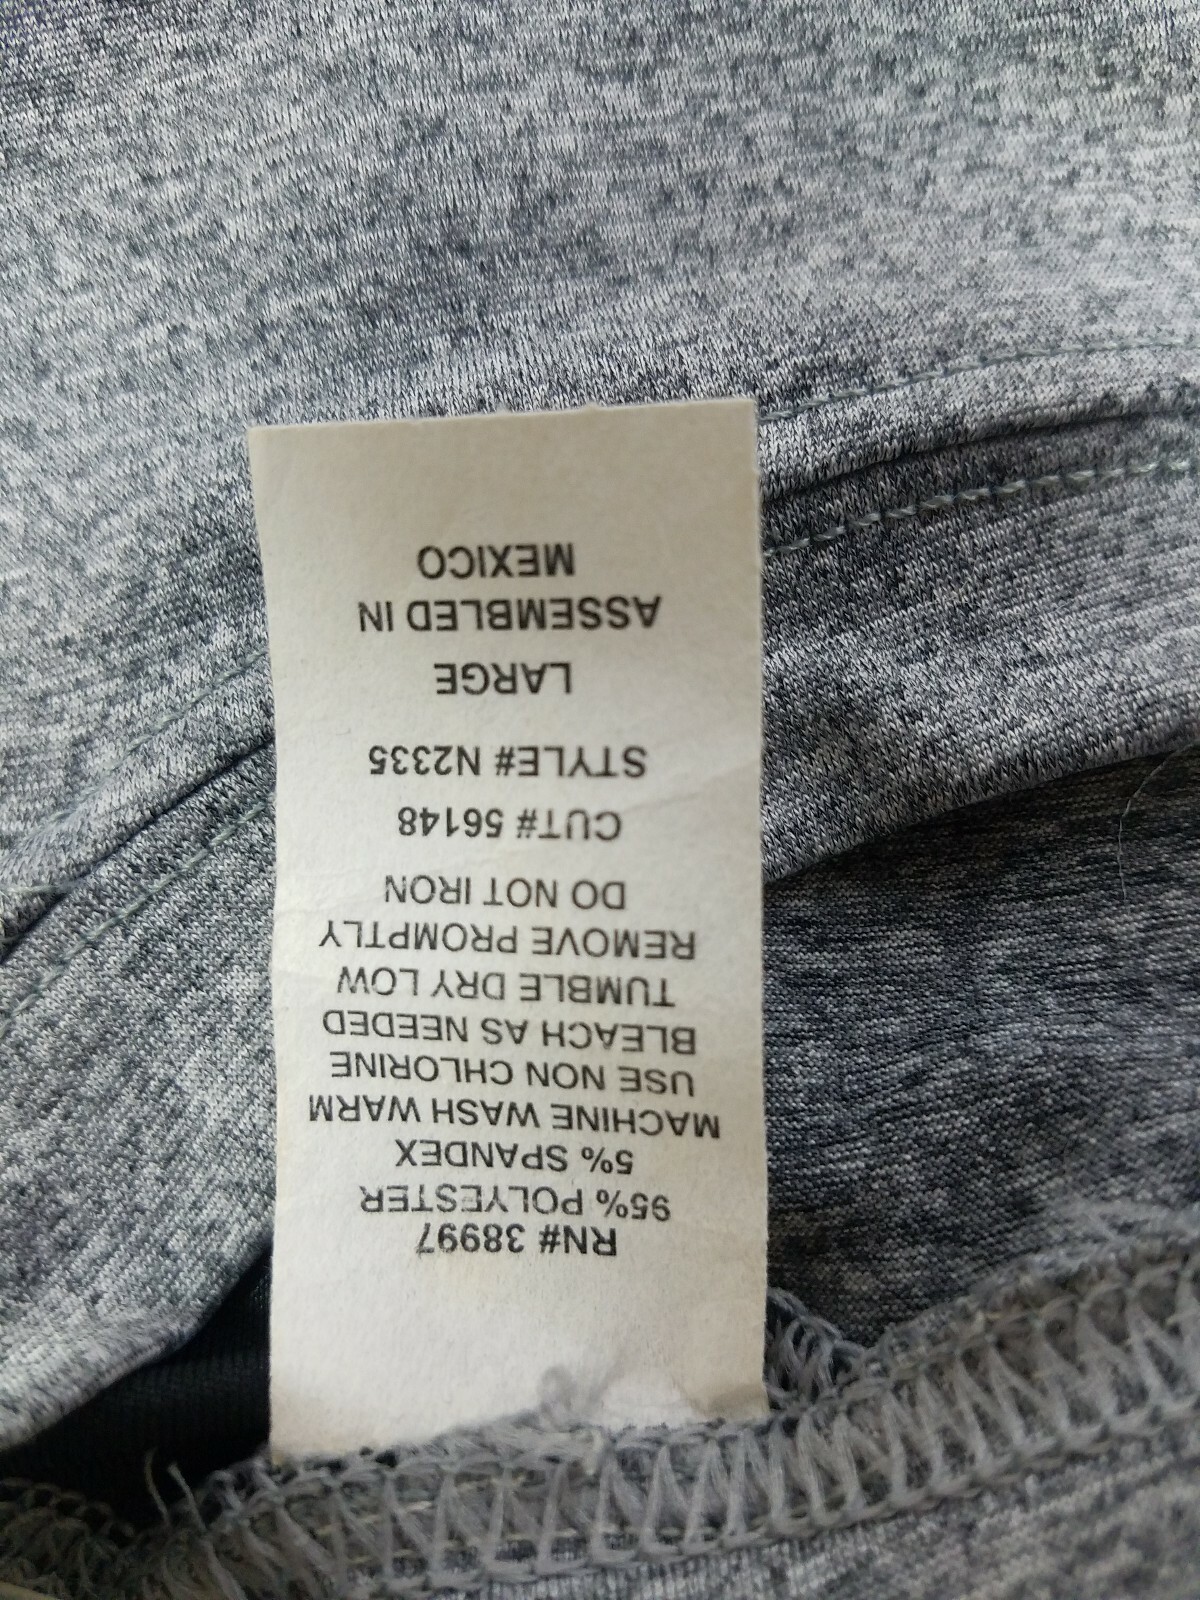 RN# 38997
95% POLYESTER
5% SPANDEX
MACHINE WASH WARM
USE NON CHLORINE
BLEACH AS NEEDED
TUMBLE DRY LOW
REMOVE PROMPTLY
DO NOT IRON
CUT# 56148
STYLE# N2335
LARGE
ASSEMBLED IN
MEXICO